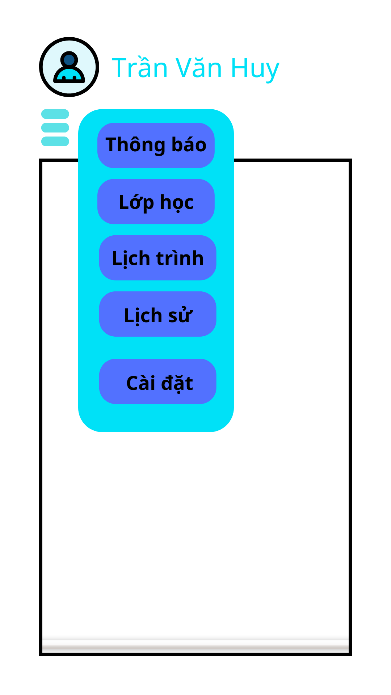 Trần Văn Huy
Thông báo
Lớp học
Lịch trình
Lịch sử
Cài đặt